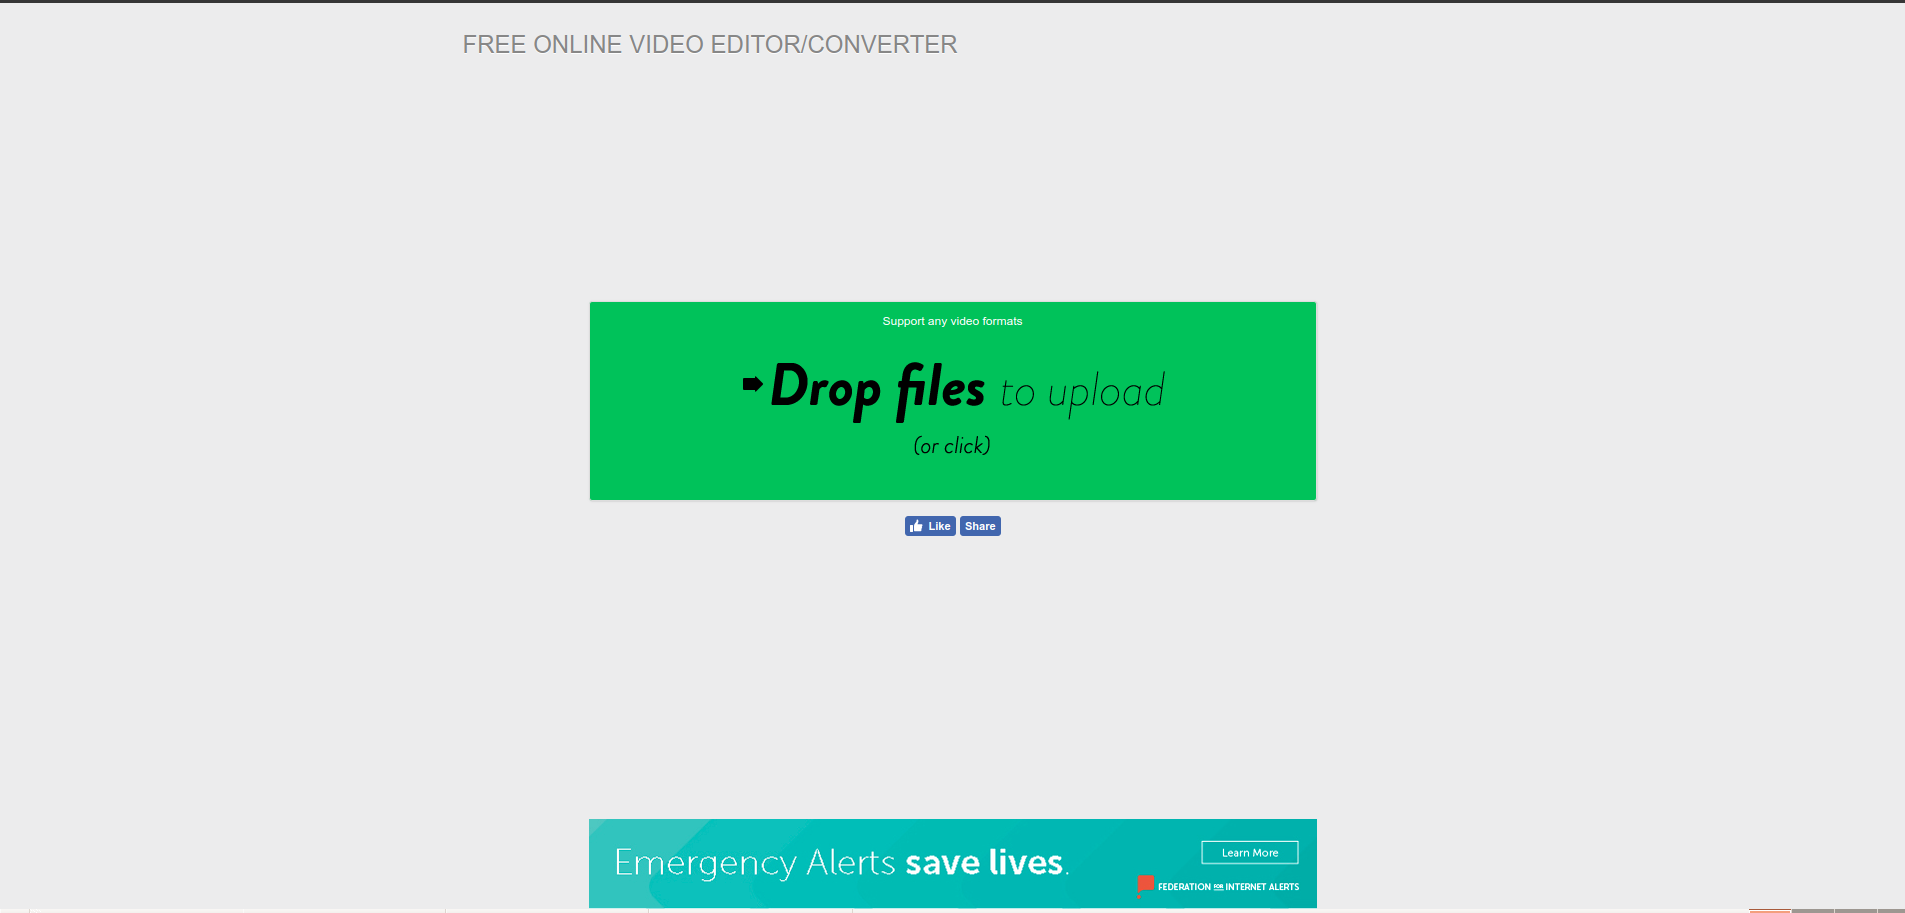 FREE ONLINE VIDEO EDITOR/CONVERTER
Support any video formats
Drop files to upload
(or click)
Like Share
Emergency Alerts save lives.
Learn More
FEDERATION FOR INTERNET ALERTS